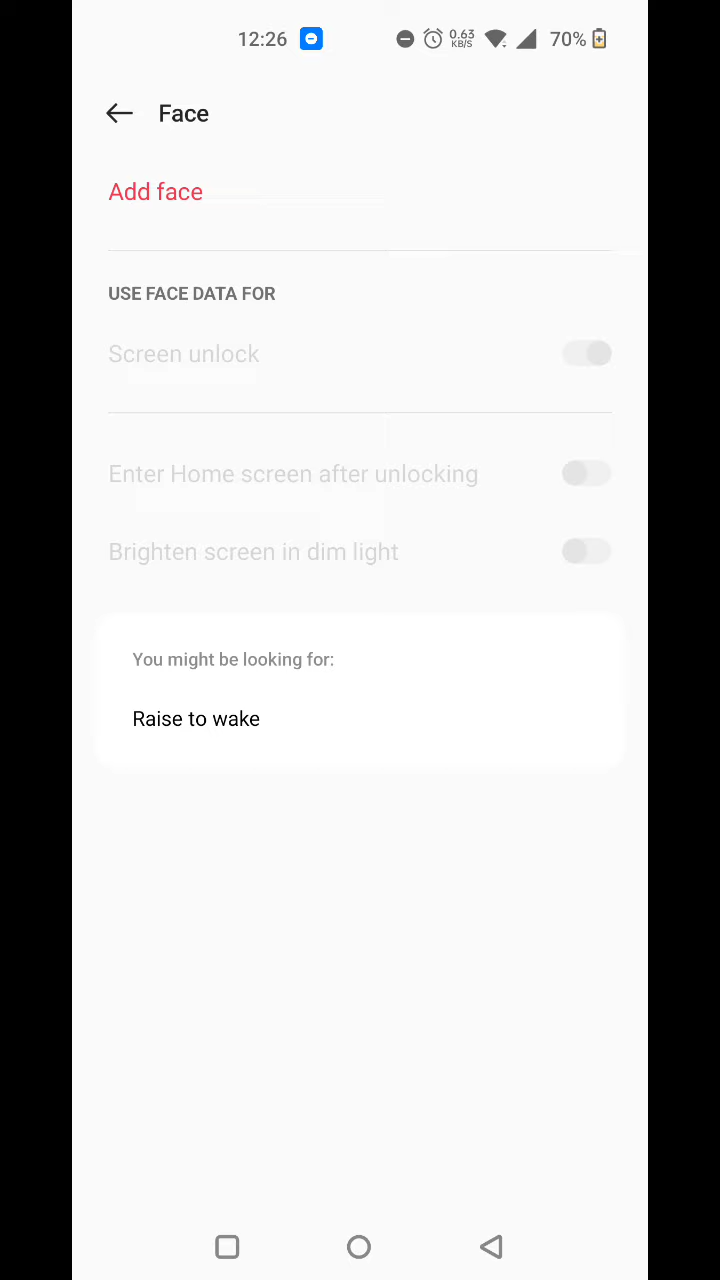 12:26 0.63 KB/S 70%
Face
Add face
USE FACE DATA FOR
Screen unlock
Enter Home screen after unlocking
Brighten screen in dim light
You might be looking for:
Raise to wake